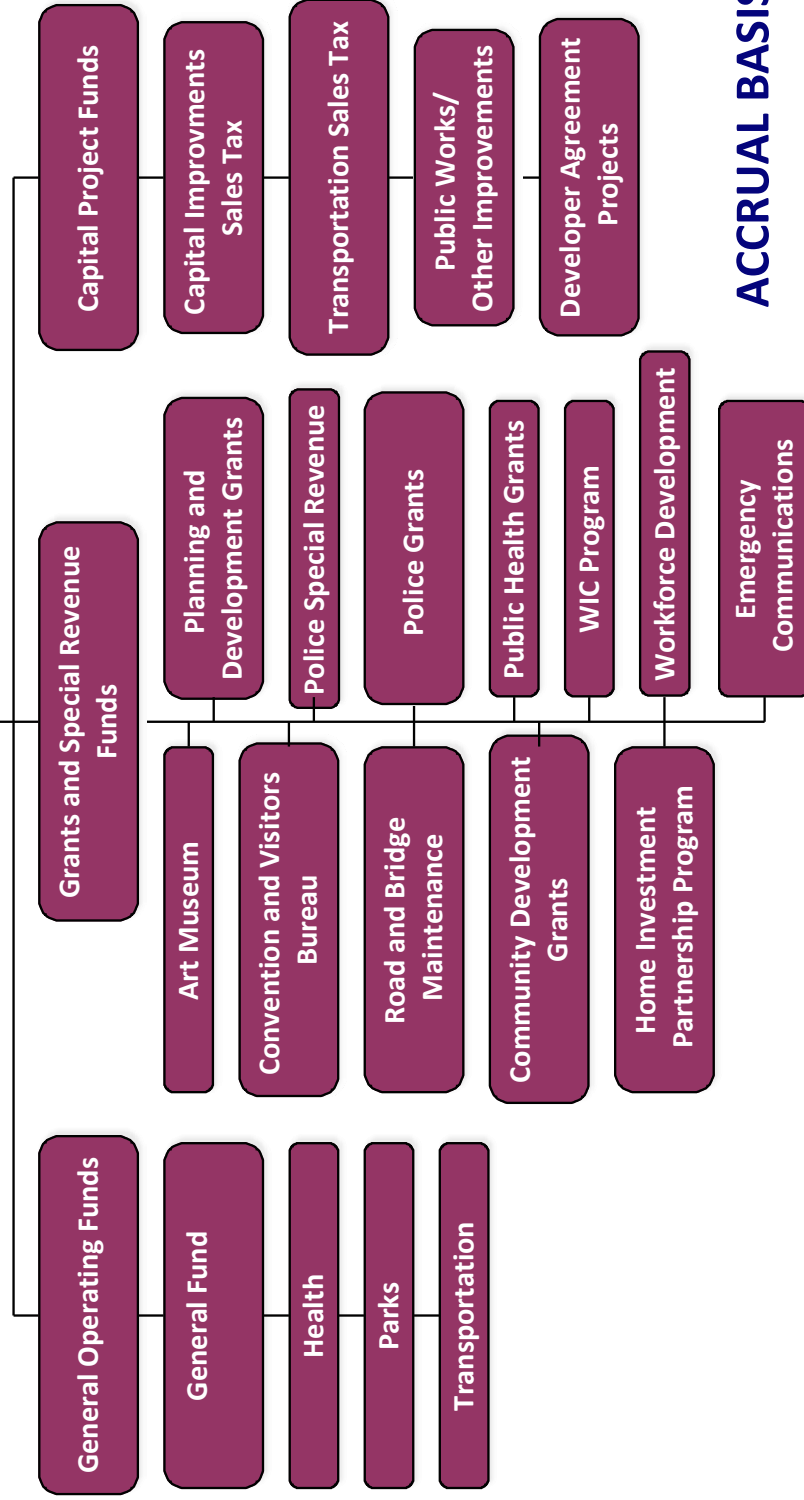 General Operating Funds
General Fund
Health
Parks
Transportation
Grants and Special Revenue
Funds
Art Museum
Convention and Visitors
Bureau
Road and Bridge
Maintenance
Community Development
Grants
Home Investment
Partnership Program
Planning and
Development Grants
Police Special Revenue
Police Grants
Public Health Grants
WIC Program
Workforce Development
Emergency
Communications
Capital Project Funds
Capital Improvments
Sales Tax
Transportation Sales Tax
Public Works/
Other Improvements
Developer Agreement
Projects
ACCRUAL BASIS